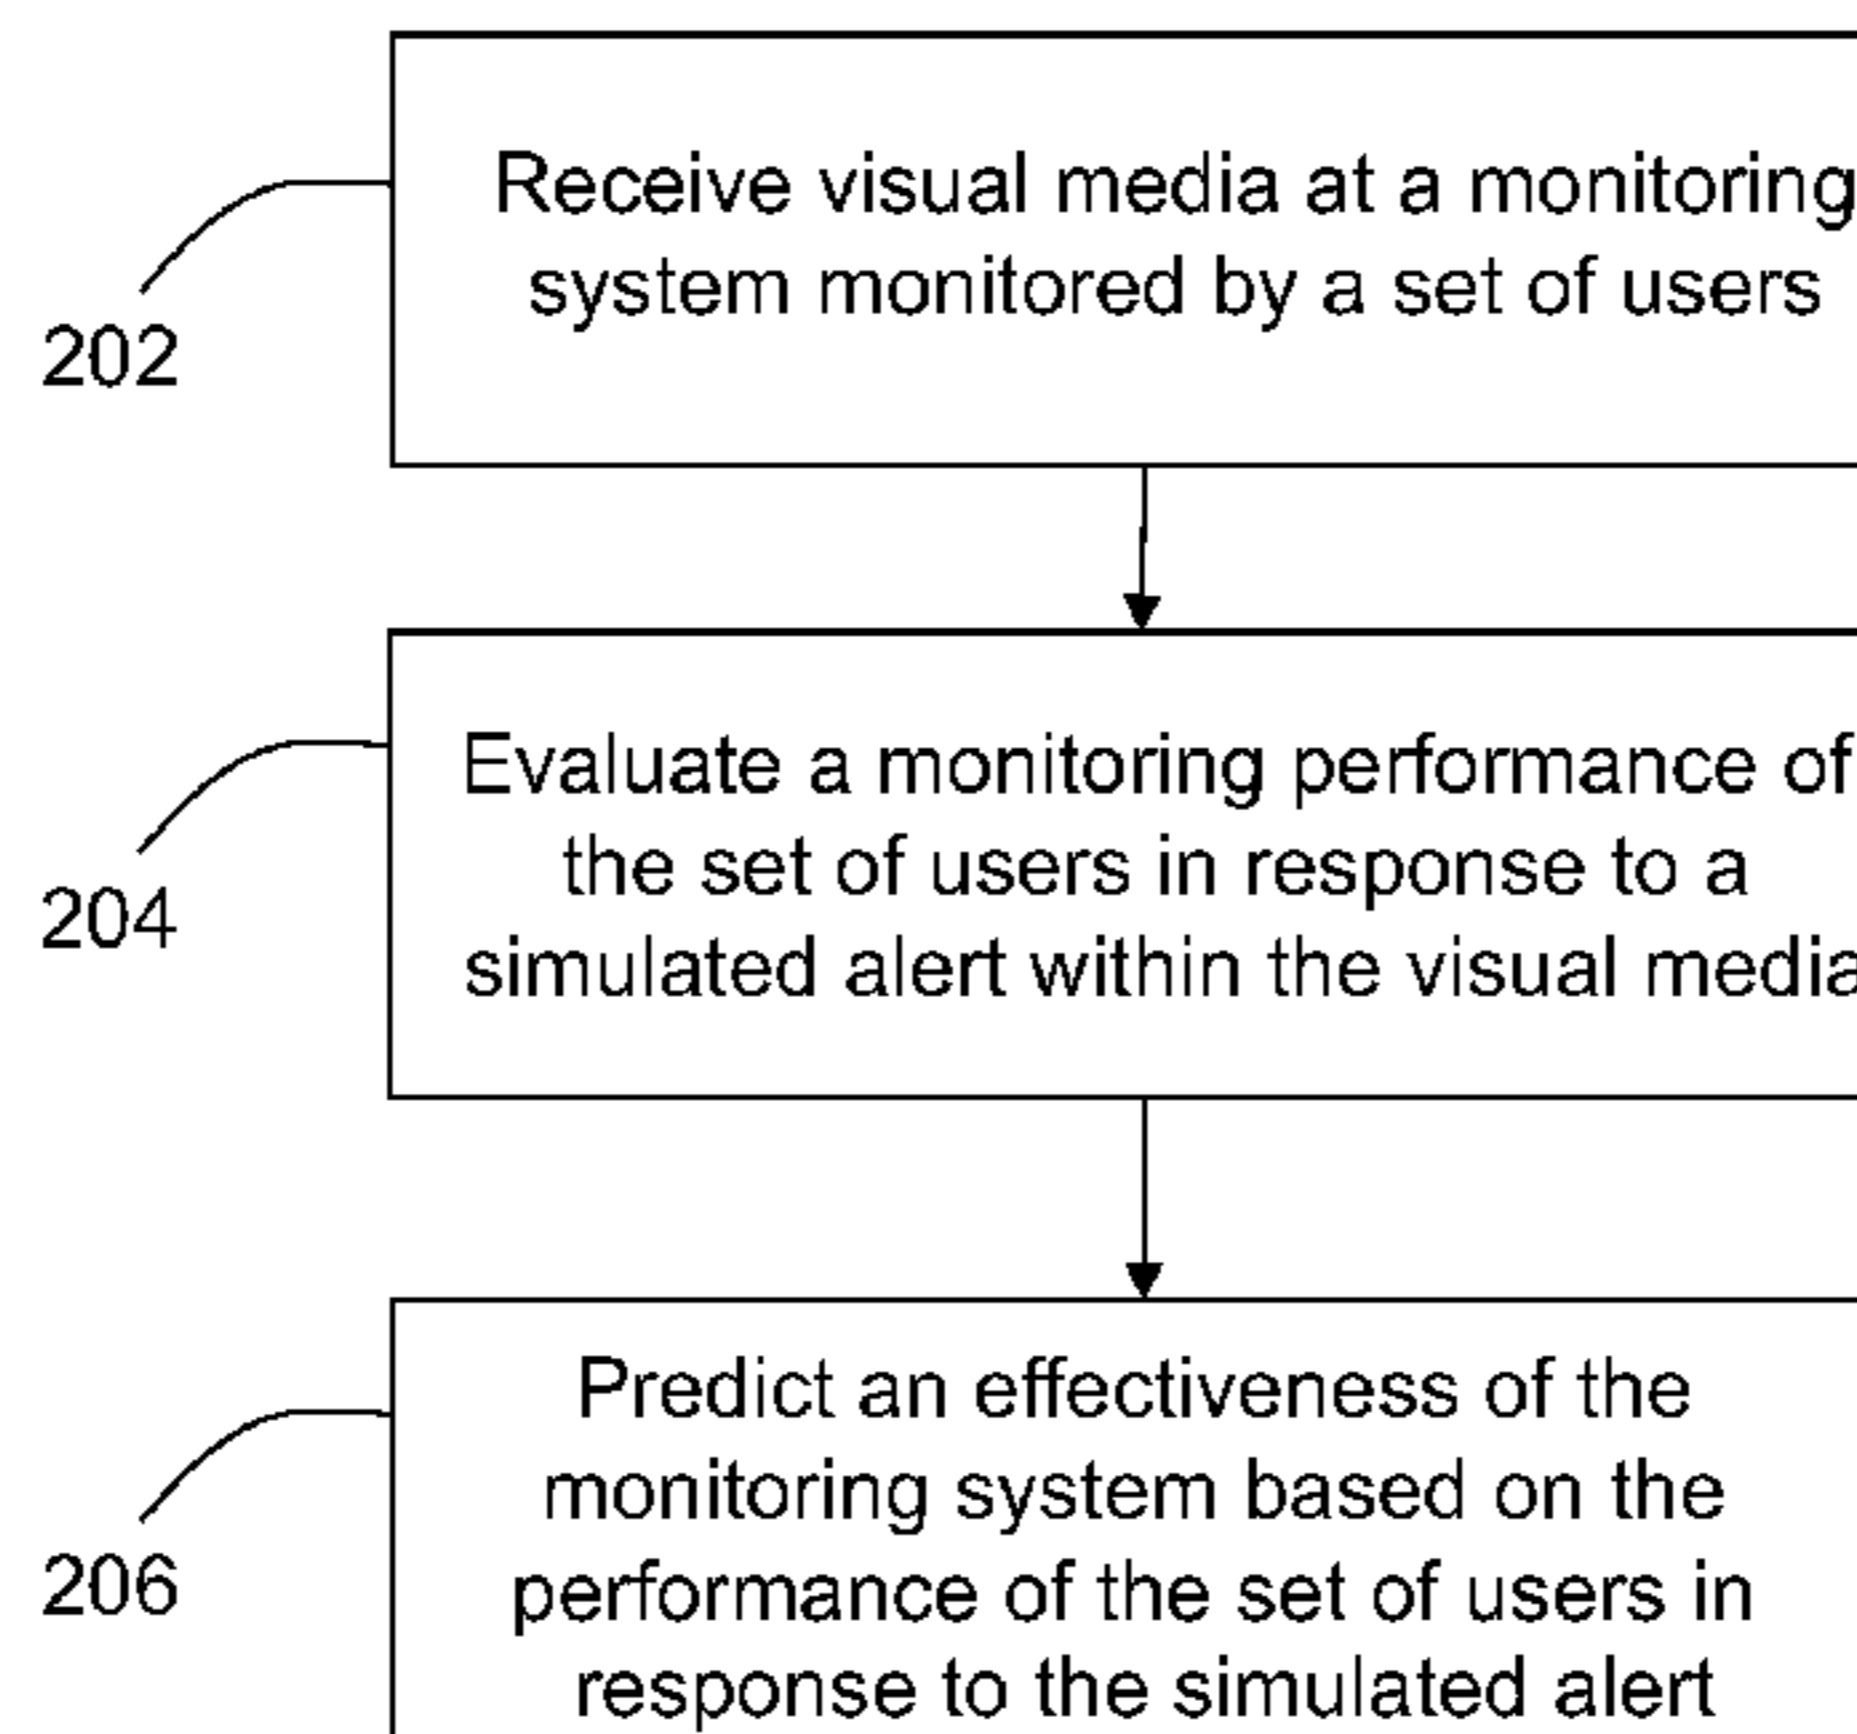 Receive visual media at a monitoring
system monitored by a set of users
202
Evaluate a monitoring performance of
the set of users in response to a
simulated alert within the visual media
204
Predict an effectiveness of the
monitoring system based on the
performance of the set of users in
response to the simulated alert
206